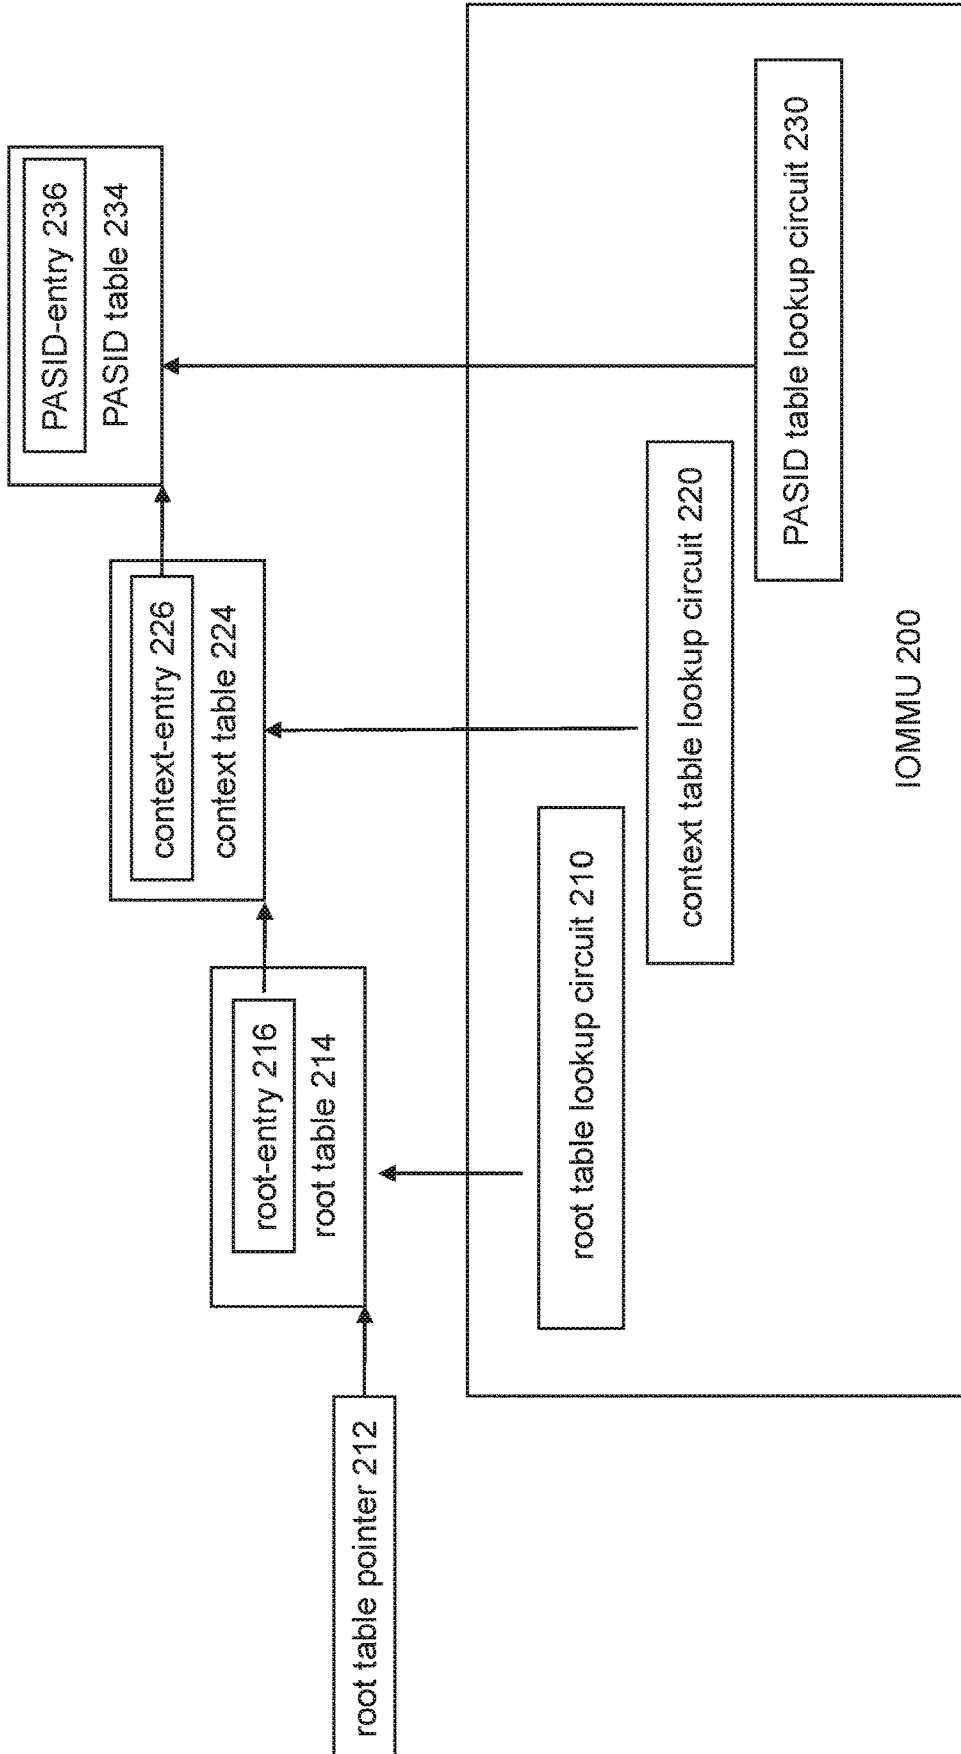 PASID-entry 236
PASID table 234
context-entry 226
context table 224
root-entry 216
root table 214
root table pointer 212
root table lookup circuit 210
context table lookup circuit 220
PASID table lookup circuit 230
IOMMU 200